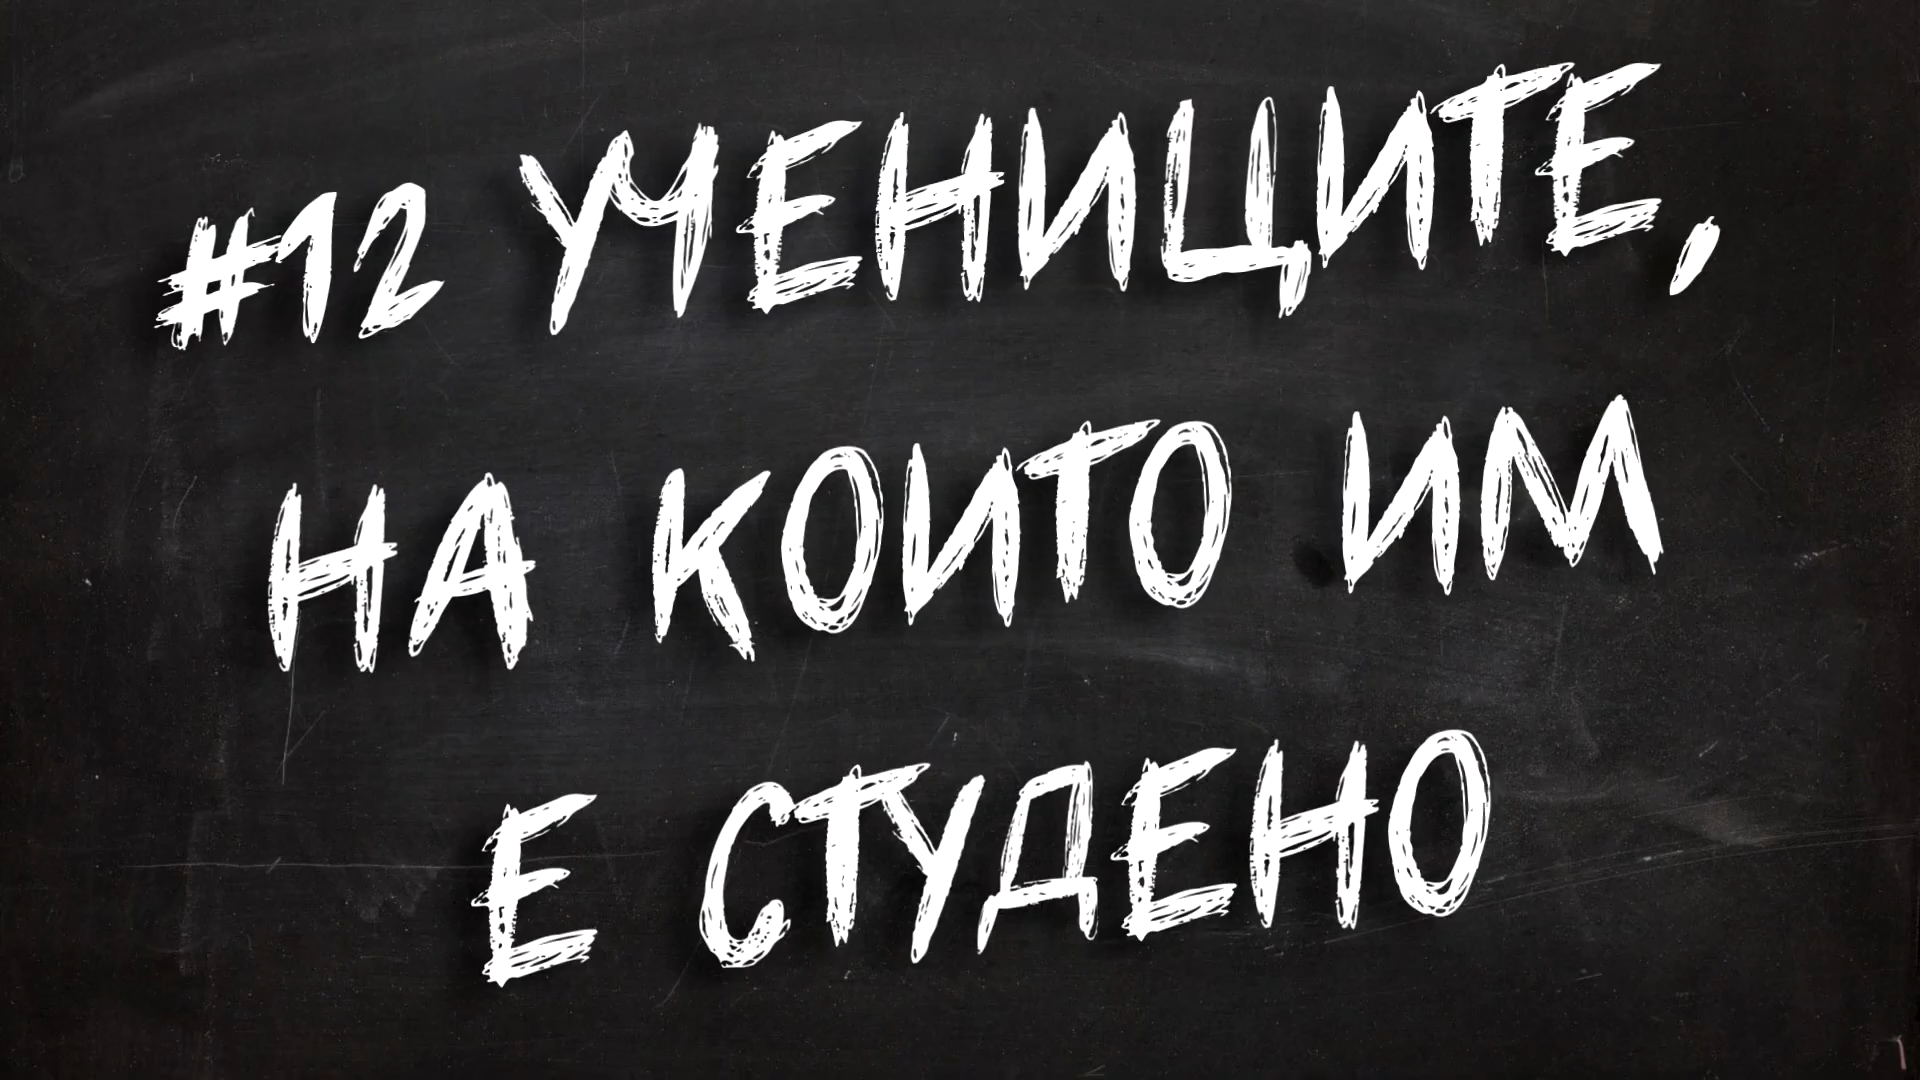 #12 УЧЕНИЦИТЕ,
НА КОИТО ИМ
Е СТУДЕНО